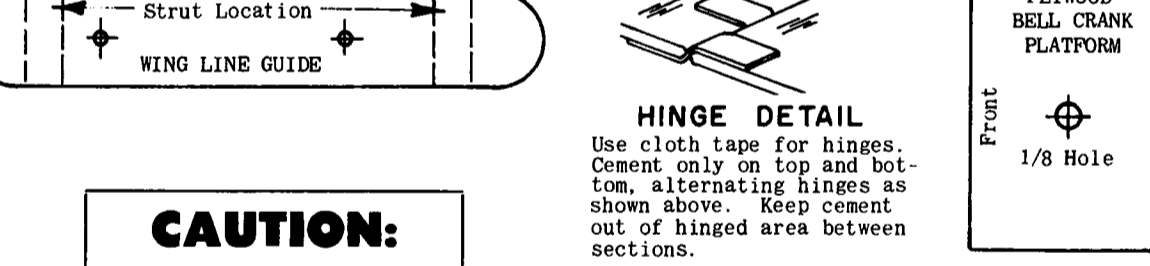 Strut Location
WING LINE GUIDE
CAUTION:
HINGE DETAIL
Use cloth tape for hinges.
Cement only on top and bot-
tom, alternating hinges as
shown above. Keep cement
out of hinged area between
sections.
PLYWOOD
BELL CRANK
PLATFORM
Front
1/8 Hole